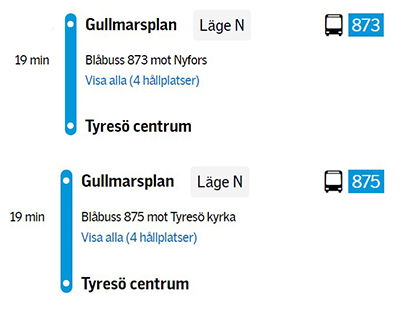 Gullmarsplan Läge N 873
19 min Blåbuss 873 mot Nyfors
Visa alla (4 hållplatser)
Tyresö centrum
Gullmarsplan Läge N 875
19 min Blåbuss 875 mot Tyresö kyrka
Visa alla (4 hållplatser)
Tyresö centrum